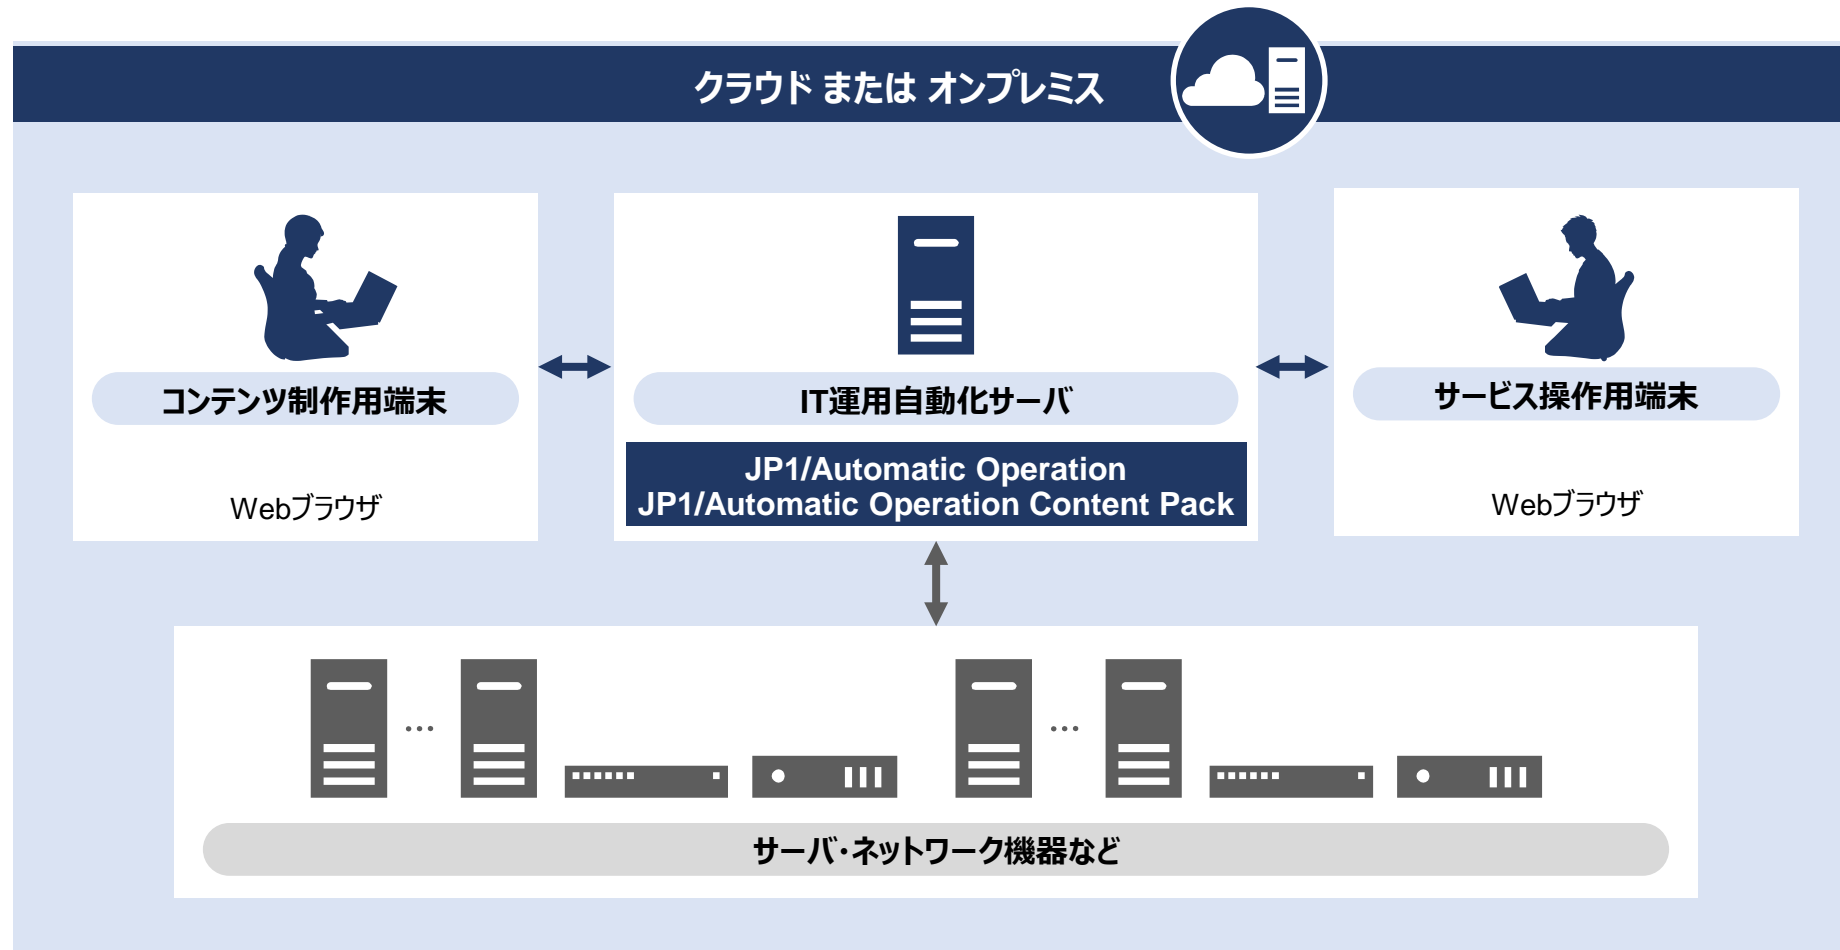 クラウド または オンプレミス
コンテンツ制作用端末
Webブラウザ
IT運用自動化サーバ
JP1/Automatic Operation
JP1/Automatic Operation Content Pack
サービス操作用端末
Webブラウザ
…
…
サーバ・ネットワーク機器など